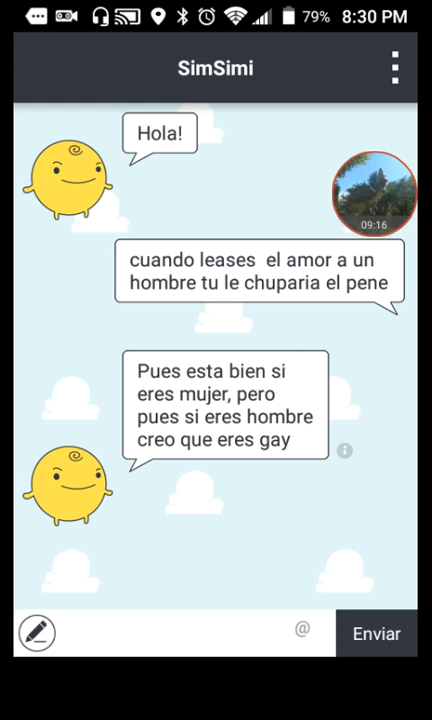 79% 8:30 PM
SimSimi
Hola!
09:16
cuando leases  el amor a un
hombre tu le chuparia el pene
Pues esta bien si
eres mujer, pero
pues si eres hombre
creo que eres gay
@
Enviar